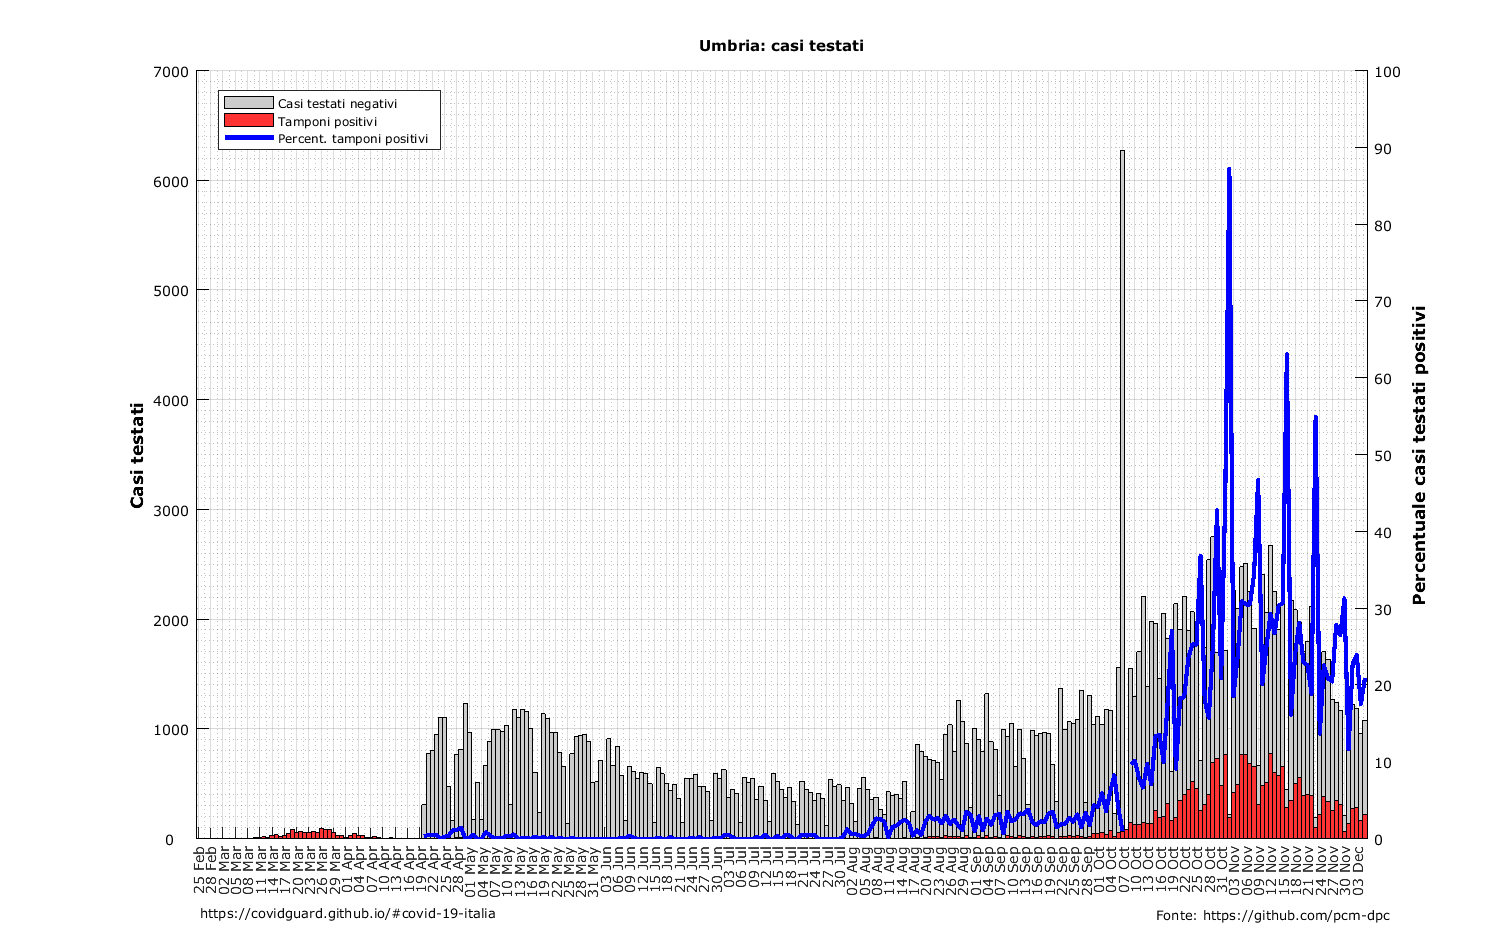 Umbria: casi testati
Casi testati negativi
Tamponi positivi
Percent. tamponi positivi
Casi testati
7000
6000
5000
4000
3000
2000
1000
0
100
90
80
70
60
50
40
30
20
10
0
Percentuale casi testati positivi
25 Feb
28 Feb
02 Mar
05 Mar
08 Mar
11 Mar
14 Mar
17 Mar
20 Mar
23 Mar
26 Mar
29 Mar
01 Apr
04 Apr
07 Apr
10 Apr
13 Apr
16 Apr
19 Apr
22 Apr
25 Apr
28 Apr
01 May
04 May
07 May
10 May
13 May
16 May
19 May
22 May
25 May
28 May
31 May
03 Jun
06 Jun
09 Jun
12 Jun
15 Jun
18 Jun
21 Jun
24 Jun
27 Jun
30 Jun
03 Jul
06 Jul
09 Jul
12 Jul
15 Jul
18 Jul
21 Jul
24 Jul
27 Jul
30 Jul
02 Aug
05 Aug
08 Aug
11 Aug
14 Aug
17 Aug
20 Aug
23 Aug
26 Aug
29 Aug
01 Sep
04 Sep
07 Sep
10 Sep
13 Sep
16 Sep
19 Sep
22 Sep
25 Sep
28 Sep
01 Oct
04 Oct
07 Oct
10 Oct
13 Oct
16 Oct
19 Oct
22 Oct
25 Oct
28 Oct
31 Oct
03 Nov
06 Nov
09 Nov
12 Nov
15 Nov
18 Nov
21 Nov
24 Nov
27 Nov
30 Nov
03 Dec
https://covidguard.github.io/#covid-19-italia
Fonte: https://github.com/pcm-dpc